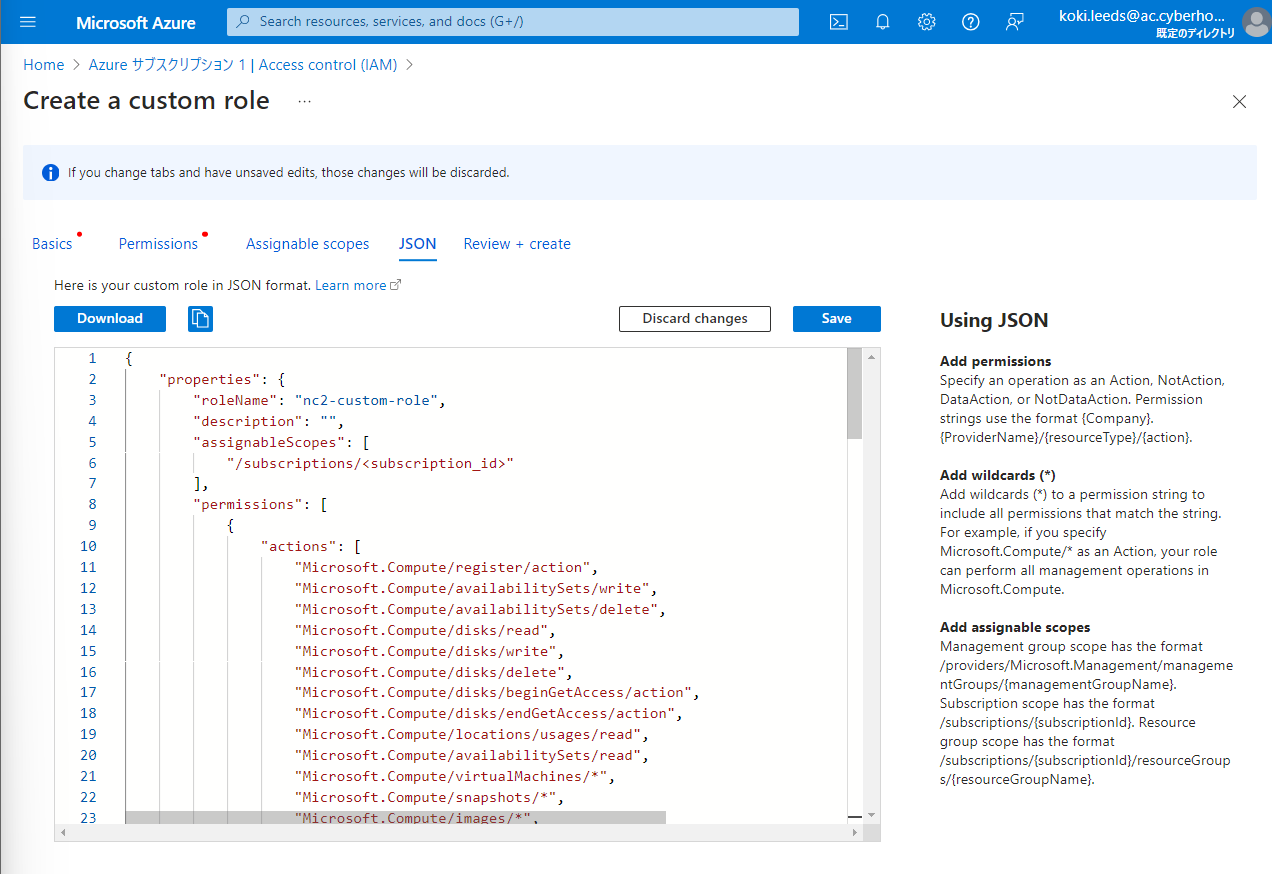 Microsoft Azure
Search resources, services, and docs (G+/)
koki.leeds@ac.cyberho...
既定のディレクトリ
Home > Azure サブスクリプション 1 | Access control (IAM) >
Create a custom role ...
If you change tabs and have unsaved edits, those changes will be discarded.
Basics Permissions Assignable scopes JSON Review + create
Here is your custom role in JSON format. Learn more
Download Discard changes Save
1 {
2 "properties": {
3 "roleName": "nc2-custom-role",
4 "description": "",
5 "assignableScopes": [
6 "/subscriptions/<subscription_id>"
7 ],
8 "permissions": [
9 {
10 "actions": [
11 "Microsoft.Compute/register/action",
12 "Microsoft.Compute/availabilitySets/write",
13 "Microsoft.Compute/availabilitySets/delete",
14 "Microsoft.Compute/disks/read",
15 "Microsoft.Compute/disks/write",
16 "Microsoft.Compute/disks/delete",
17 "Microsoft.Compute/disks/beginGetAccess/action",
18 "Microsoft.Compute/disks/endGetAccess/action",
19 "Microsoft.Compute/locations/usages/read",
20 "Microsoft.Compute/availabilitySets/read",
21 "Microsoft.Compute/virtualMachines/*",
22 "Microsoft.Compute/snapshots/*",
23 "Microsoft.Compute/images/*",
Using JSON
Add permissions
Specify an operation as an Action, NotAction,
DataAction, or NotDataAction. Permission
strings use the format {Company}.
{ProviderName}/{resourceType}/{action}.
Add wildcards (*)
Add wildcards (*) to a permission string to
include all permissions that match the string.
For example, if you specify
Microsoft.Compute/* as an Action, your role
can perform all management operations in
Microsoft.Compute.
Add assignable scopes
Management group scope has the format
/providers/Microsoft.Management/manageme
ntGroups/{managementGroupName}.
Subscription scope has the format
/subscriptions/{subscriptionId}. Resource
group scope has the format
/subscriptions/{subscriptionId}/resourceGroup
s/{resourceGroupName}.